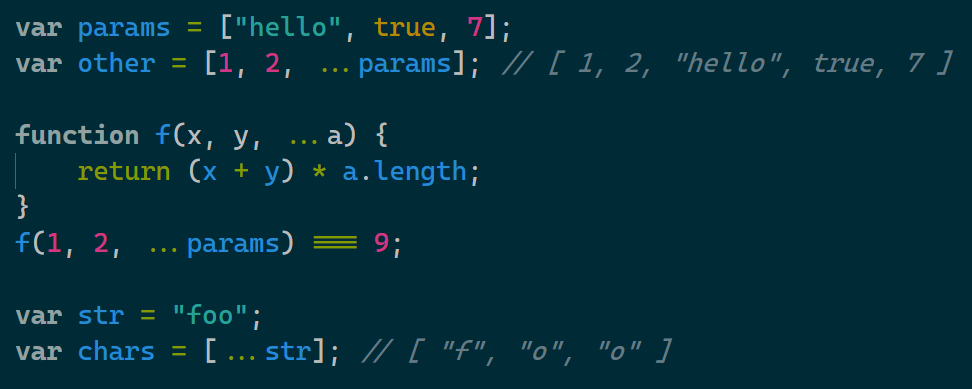 var params = ["hello", true, 7];
var other = [1, 2, ...params]; // [ 1, 2, "hello", true, 7 ]
function f(x, y, ...a) {
    return (x + y) * a.length;
}
f(1, 2, ...params) === 9;
var str = "foo";
var chars = [...str]; // [ "f", "o", "o" ]